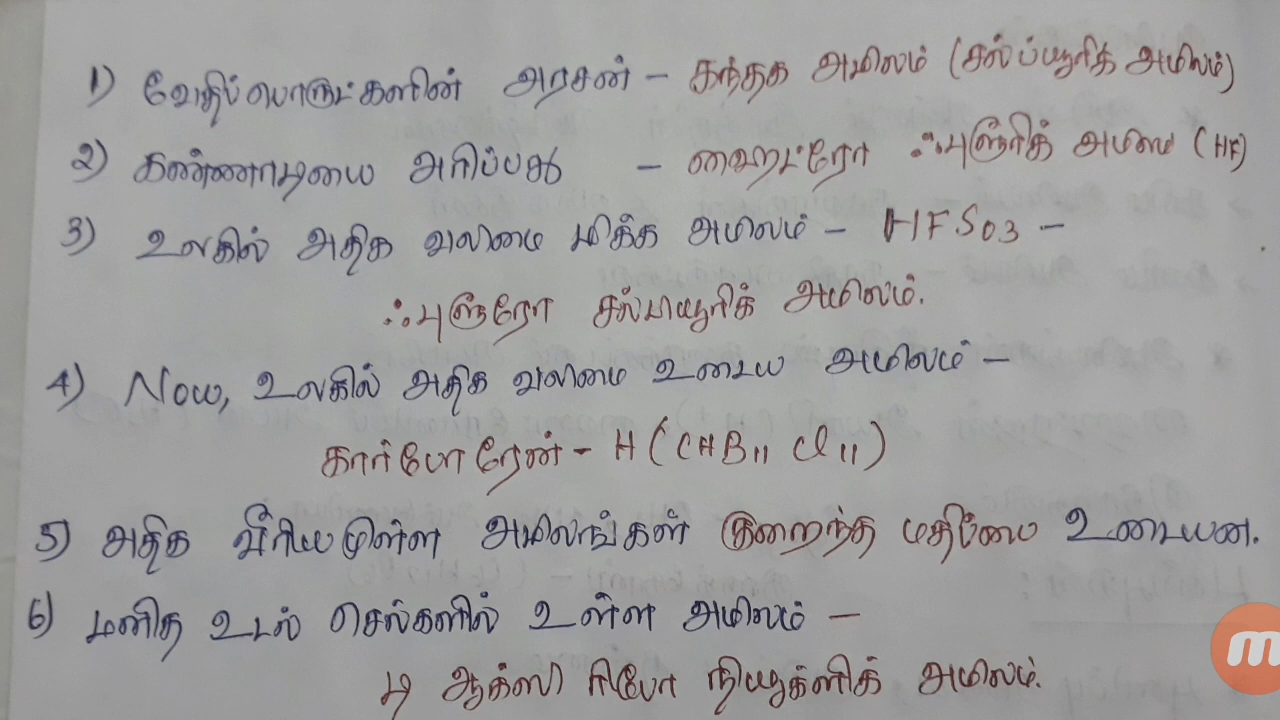 1) வேதிப் பொருட்களின் அரசன் - கந்தக அமிலம் (சல்ப்யூரிக் அமிலம்)
2) கண்ணாடியை அரிப்பது - ஹைட்ரோ ஃபுளூரிக் அமிலம் (HF)
3) உலகில் அதிக வலிமை மிக்க அமிலம் - HFSO3 -
ஃபுளூரோ சல்பியூரிக் அமிலம்.
4) Now, உலகில் அதிக வலிமை உடைய அமிலம் -
கார்போரேன் - H(CHB11 Cl11)
5) அதிக வீரியமுள்ள அமிலங்கள் குறைந்த மதிப்பை உடையன.
6) மனித உடல் செல்களில் உள்ள அமிலம் -
டி ஆக்ஸி ரிபோ நியூக்ளிக் அமிலம்.